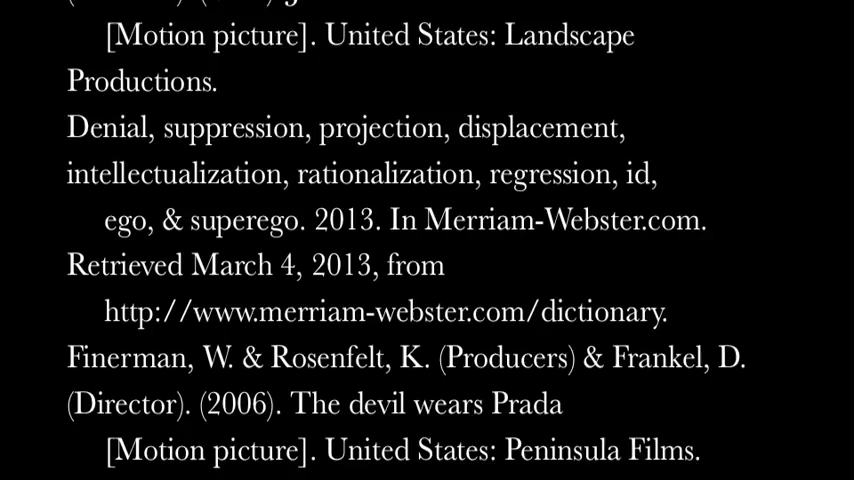 [Motion picture]. United States: Landscape
Productions.
Denial, suppression, projection, displacement,
intellectualization, rationalization, regression, id,
ego, & superego. 2013. In Merriam-Webster.com.
Retrieved March 4, 2013, from
http://www.merriam-webster.com/dictionary.
Finerman, W. & Rosenfelt, K. (Producers) & Frankel, D.
(Director). (2006). The devil wears Prada
[Motion picture]. United States: Peninsula Films.